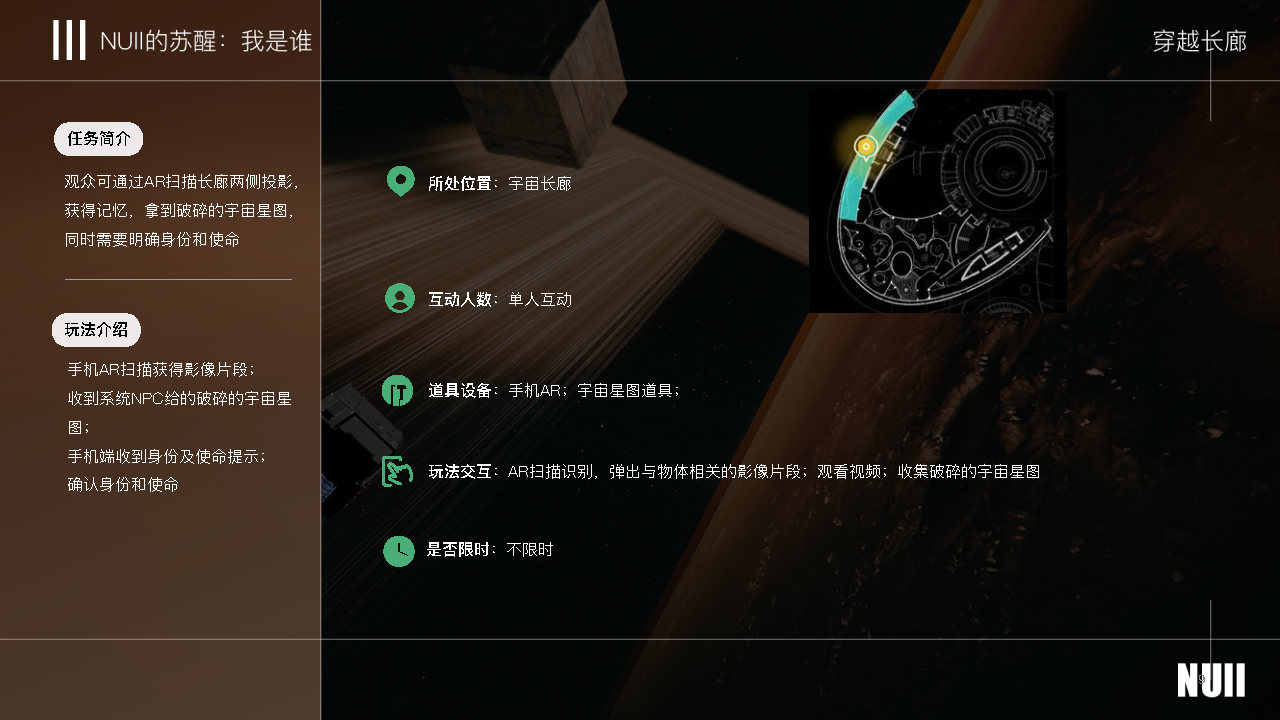 NUII的苏醒：我是谁
穿越长廊
任务简介
观众可通过AR扫描长廊两侧投影，
获得记忆，拿到破碎的宇宙星图，
同时需要明确身份和使命
玩法介绍
手机AR扫描获得影像片段；
收到系统NPC给的破碎的宇宙星
图；
手机端收到身份及使命提示；
确认身份和使命
所处位置：宇宙长廊
互动人数：单人互动
道具设备：手机AR；宇宙星图道具；
玩法交互：AR扫描识别，弹出与物体相关的影像片段；观看视频；收集破碎的宇宙星图
是否限时：不限时
NUII
9